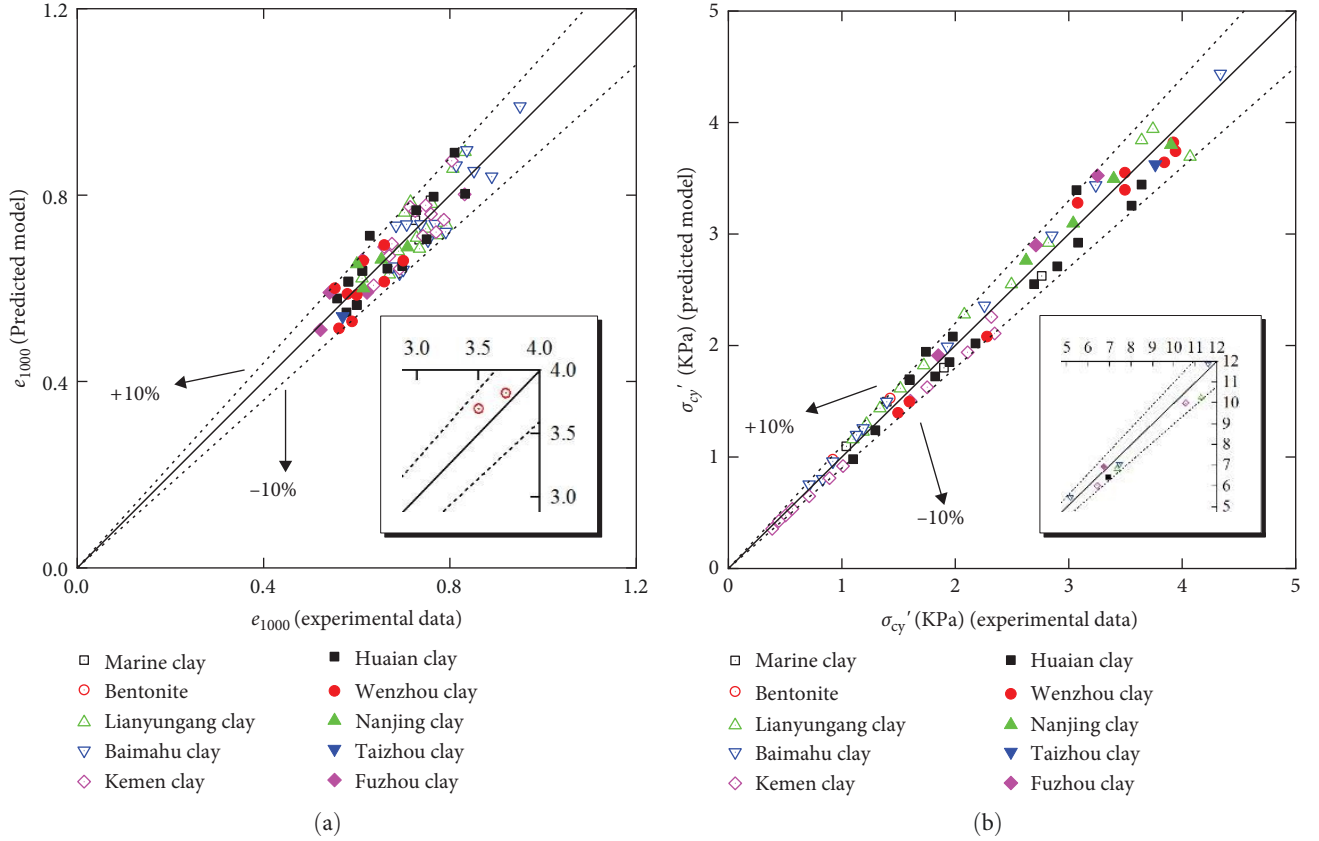 1.2
0.8
0.4
0.0
e1000 (Predicted model)
+10%
−10%
3.0 3.5 4.0
4.0
3.5
3.0
0.0 0.4 0.8 1.2
e1000 (experimental data)
Marine clay
Bentonite
Lianyungang clay
Baimahu clay
Kemen clay
Huaian clay
Wenzhou clay
Nanjing clay
Taizhou clay
Fuzhou clay
(a)
5
4
3
2
1
0
σcy′ (KPa) (predicted model)
+10%
−10%
5 6 7 8 9 10 11 12
12
11
10
9
8
7
6
5
0 1 2 3 4 5
σcy′ (KPa) (experimental data)
Marine clay
Bentonite
Lianyungang clay
Baimahu clay
Kemen clay
Huaian clay
Wenzhou clay
Nanjing clay
Taizhou clay
Fuzhou clay
(b)